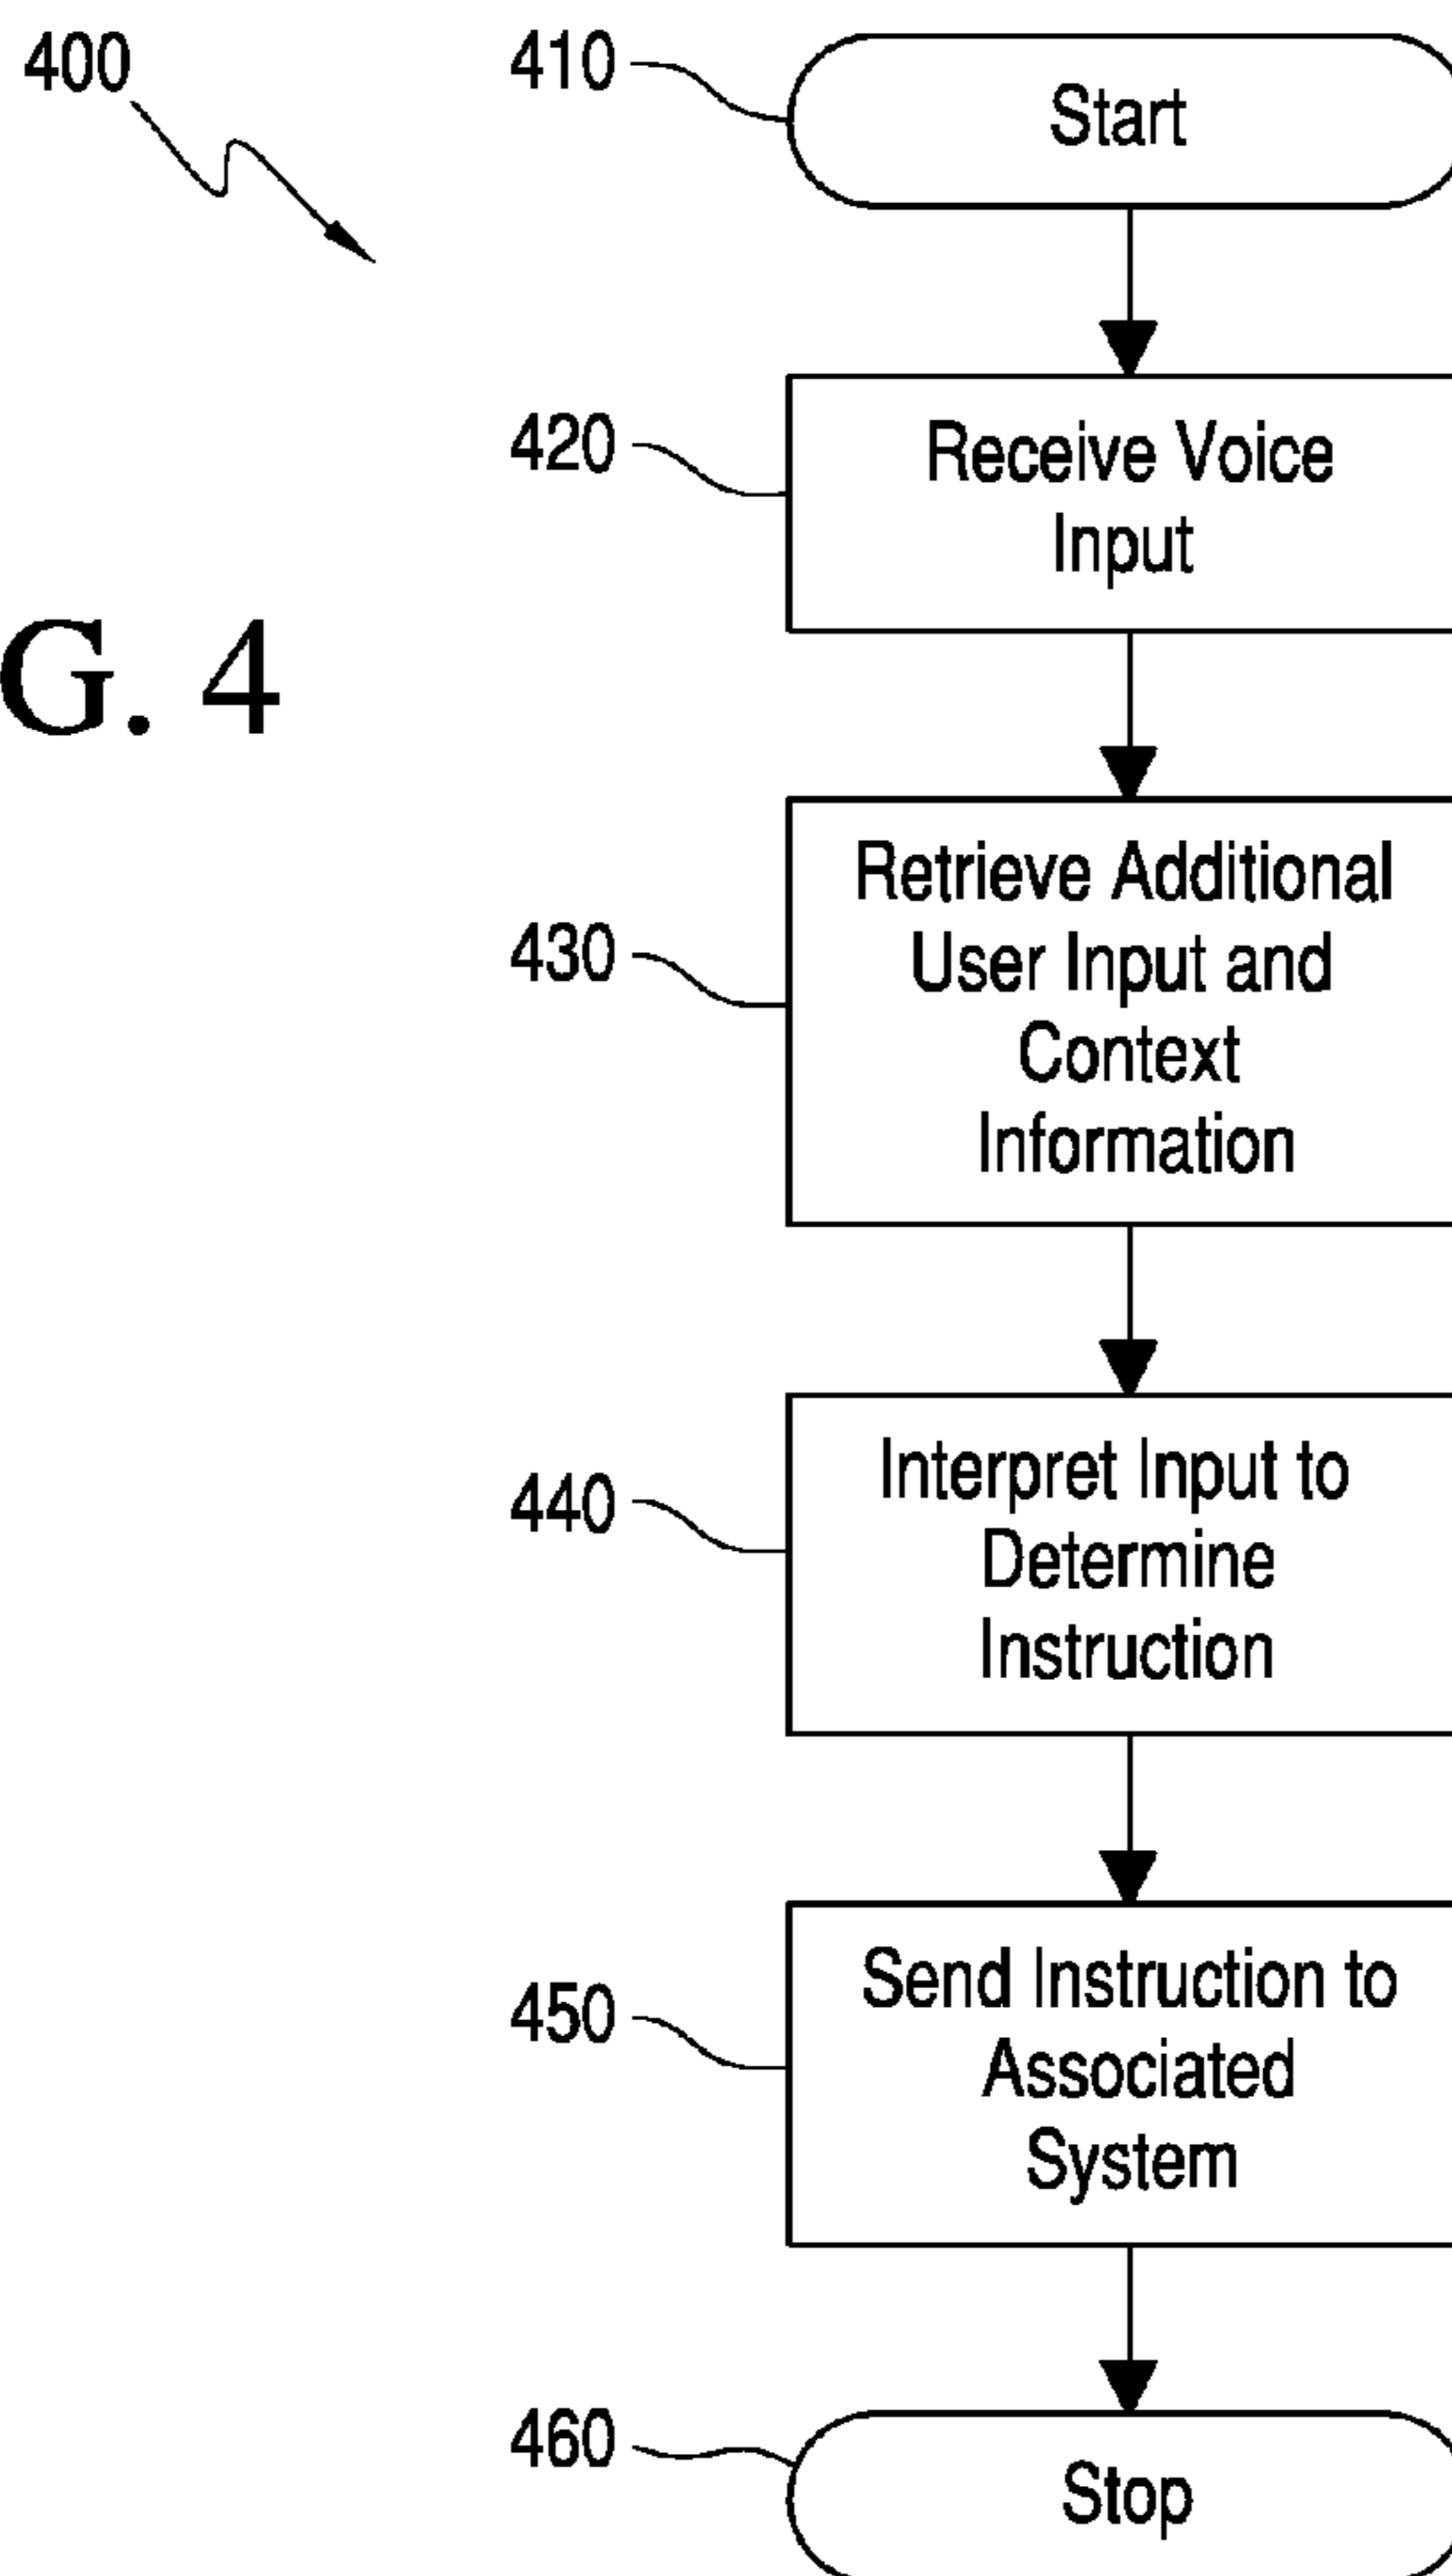 400
410
Start
420
Receive Voice
Input
G. 4
430
Retrieve Additional
User Input and
Context
Information
440
Interpret Input to
Determine
Instruction
450
Send Instruction to
Associated
System
460
Stop